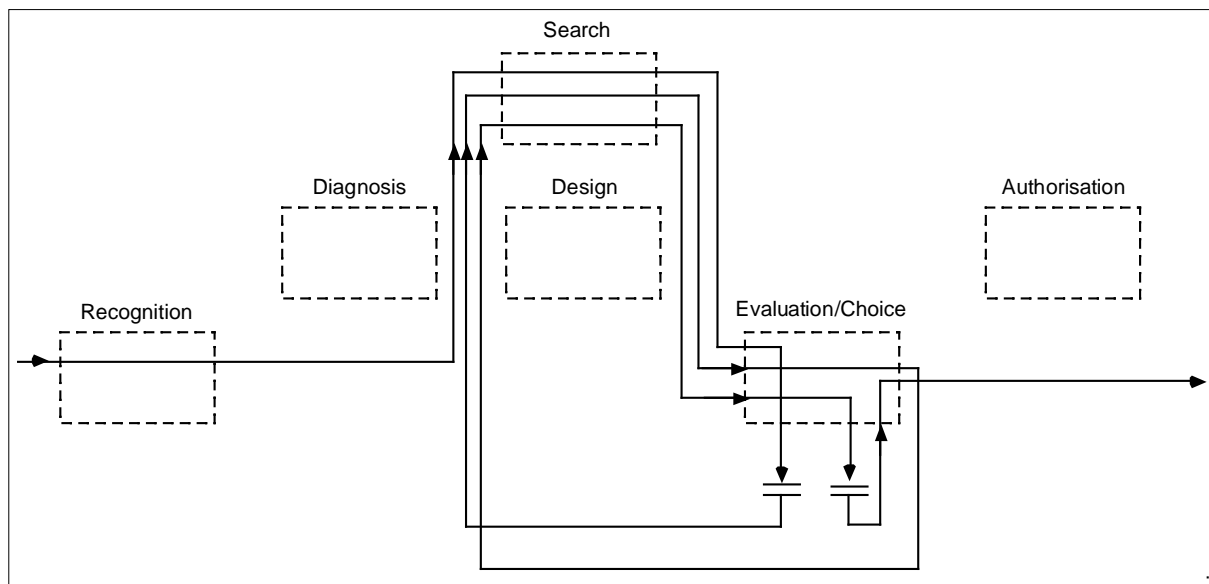 Search
Diagnosis
Design
Authorisation
Recognition
Evaluation/Choice